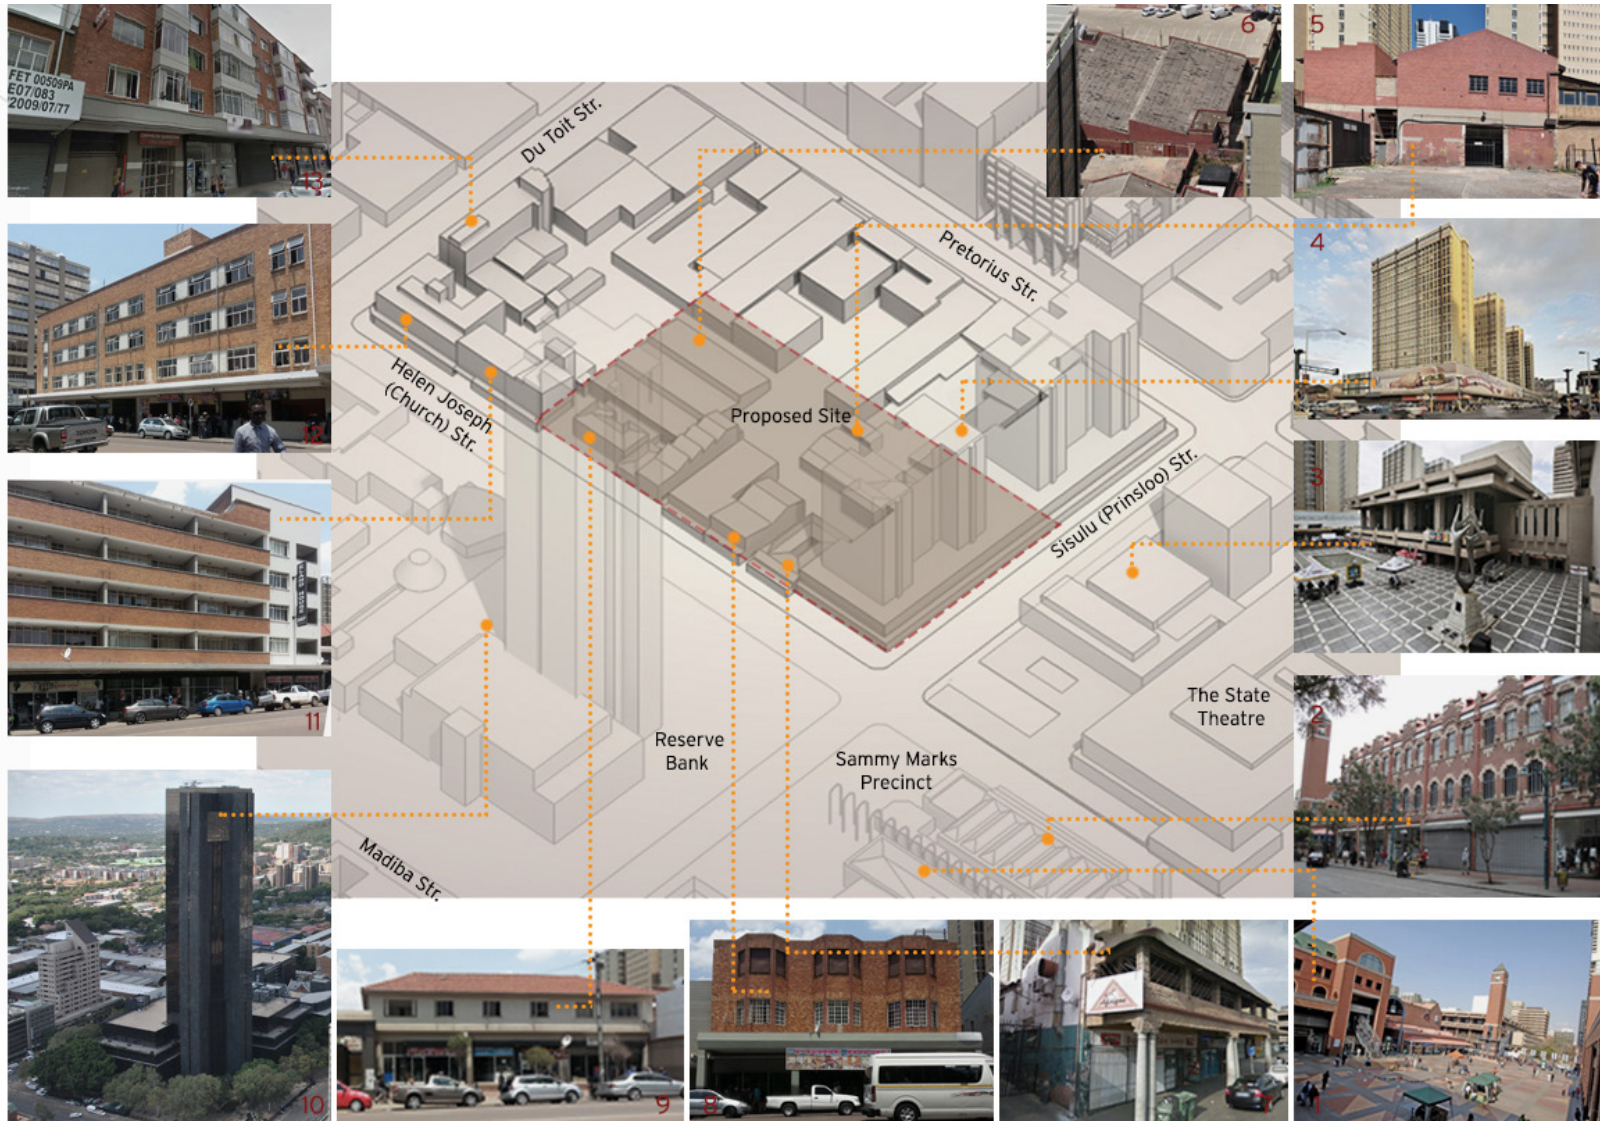 FET 00509PA
E07/083
2009/07/77
13
6
5
Du Toit Str.
Pretorius Str.
4
12
Helen Joseph
(Church) Str.
Proposed Site
3
Sisulu (Prinsloo) Str.
11
The State
Theatre
2
Reserve
Bank
Sammy Marks
Precinct
Madiba Str.
10
9
8
7
1